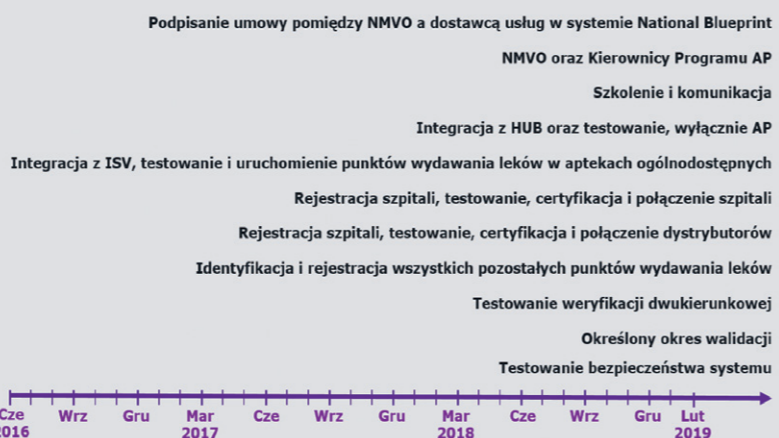 Podpisanie umowy pomiędzy NMVO a dostawcą usług w systemie National Blueprint
NMVO oraz Kierownicy Programu AP
Szkolenie i komunikacja
Integracja z HUB oraz testowanie, wyłącznie AP
Integracja z ISV, testowanie i uruchomienie punktów wydawania leków w aptekach ogólnodostępnych
Rejestracja szpitali, testowanie, certyfikacja i połączenie szpitali
Rejestracja szpitali, testowanie, certyfikacja i połączenie dystrybutorów
Identyfikacja i rejestracja wszystkich pozostałych punktów wydawania leków
Testowanie weryfikacji dwukierunkowej
Określony okres walidacji
Testowanie bezpieczeństwa systemu
Cze Wrz Gru Mar Cze Wrz Gru Mar Cze Wrz Gru Lut
2016 2017 2018 2019